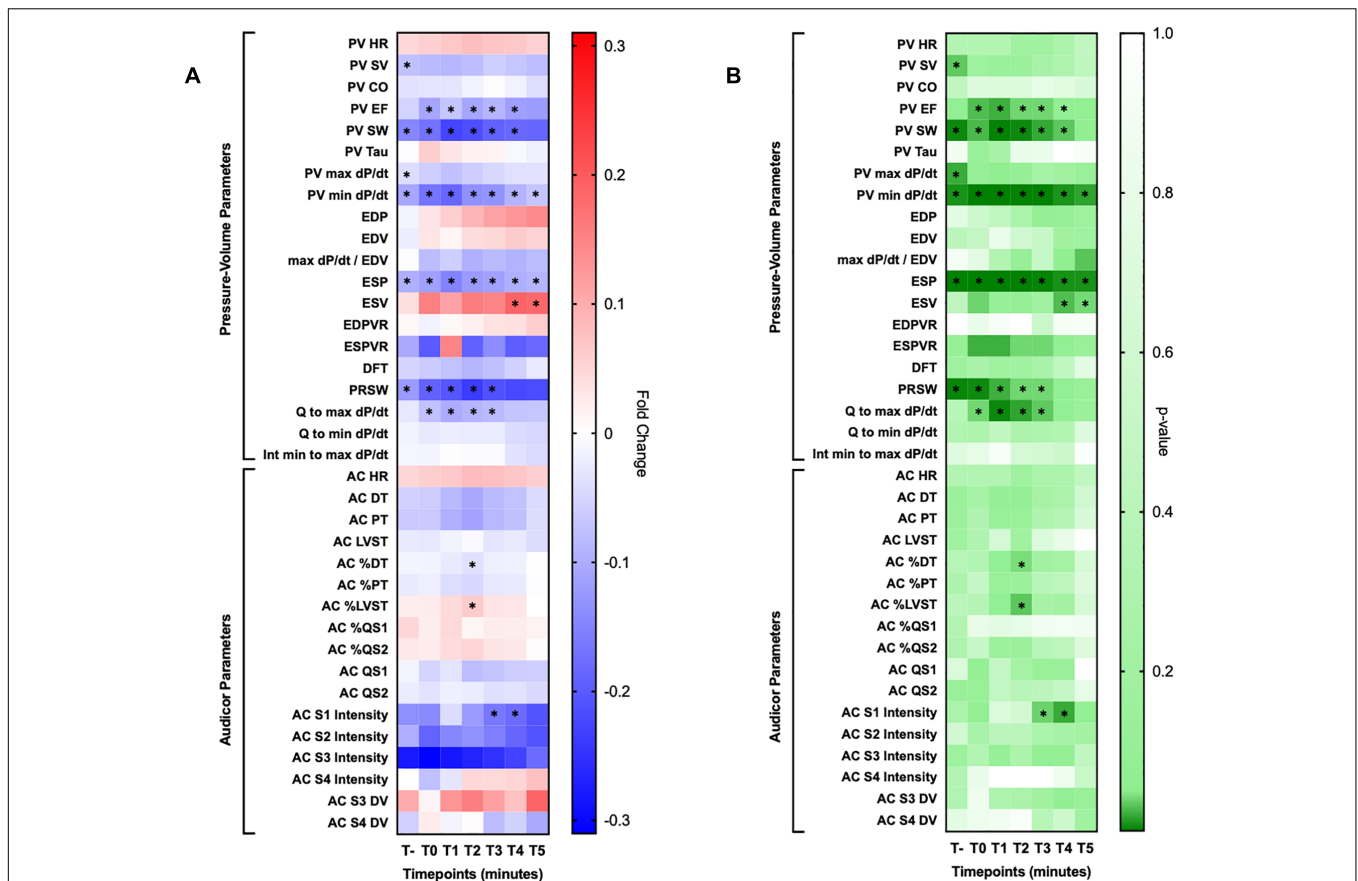 A
Pressure-Volume Parameters
PV HR
PV SV
*
PV CO
PV EF
* * * * *
PV SW
* * * * * *
PV Tau
PV max dP/dt
*
PV min dP/dt
* * * * * * *
EDP
EDV
max dP/dt / EDV
ESP
* * * * * * *
ESV
* *
EDPVR
ESPVR
DFT
PRSW
* * * * *
Q to max dP/dt
* * * *
Q to min dP/dt
Int min to max dP/dt
Audicor Parameters
AC HR
AC DT
AC PT
AC LVST
AC %DT
*
AC %PT
AC %LVST
*
AC %QS1
AC %QS2
AC QS1
AC QS2
AC S1 Intensity
* *
AC S2 Intensity
AC S3 Intensity
AC S4 Intensity
AC S3 DV
AC S4 DV
T- T0 T1 T2 T3 T4 T5
Timepoints (minutes)
0.3
0.2
0.1
0
-0.1
-0.2
-0.3
Fold Change
B
Pressure-Volume Parameters
PV HR
PV SV
*
PV CO
PV EF
* * * * *
PV SW
* * * * * *
PV Tau
PV max dP/dt
*
PV min dP/dt
* * * * * * *
EDP
EDV
max dP/dt / EDV
ESP
* * * * * * *
ESV
* *
EDPVR
ESPVR
DFT
PRSW
* * * * *
Q to max dP/dt
* * * *
Q to min dP/dt
Int min to max dP/dt
Audicor Parameters
AC HR
AC DT
AC PT
AC LVST
AC %DT
*
AC %PT
AC %LVST
*
AC %QS1
AC %QS2
AC QS1
AC QS2
AC S1 Intensity
* *
AC S2 Intensity
AC S3 Intensity
AC S4 Intensity
AC S3 DV
AC S4 DV
T- T0 T1 T2 T3 T4 T5
Timepoints (minutes)
1.0
0.8
0.6
0.4
0.2
p-value